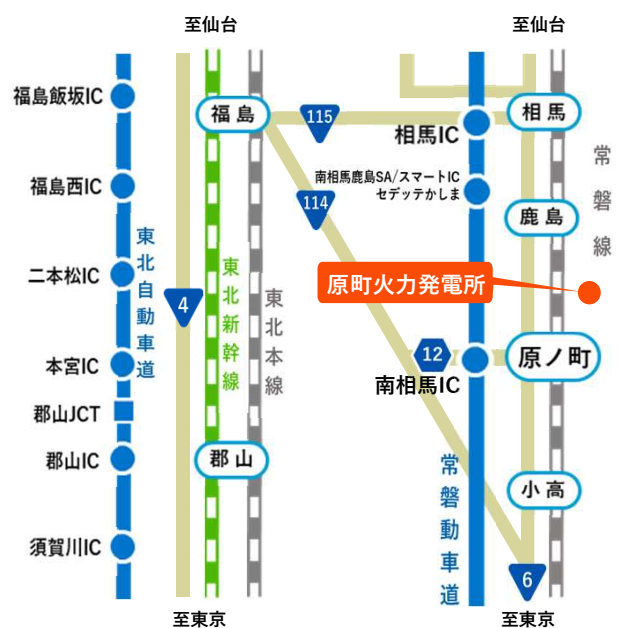 至仙台
至仙台
福島飯坂IC
福島
115
相馬IC
相馬
常磐線
福島西IC
114
南相馬鹿島SA/スマートIC
セデッテかしま
鹿島
東北自動車道
二本松IC
4
東北新幹線
東北本線
原町火力発電所
本宮IC
12
南相馬IC
原ノ町
郡山JCT
郡山IC
郡山
常磐動車道
小高
須賀川IC
6
至東京
至東京